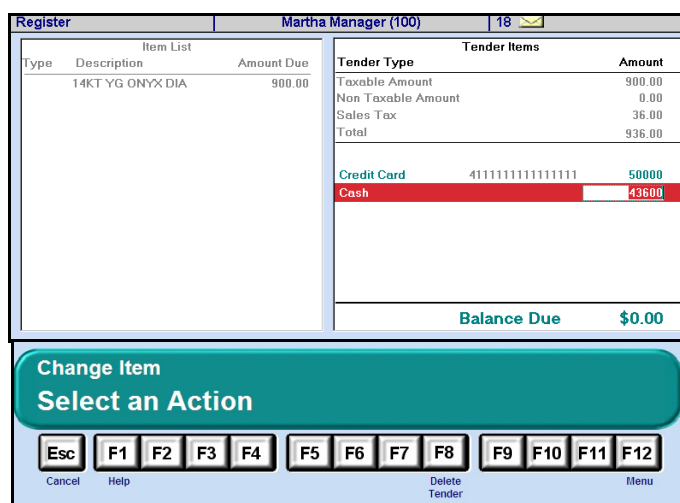 Register Martha Manager (100) 18
Item List
Type Description Amount Due
14KT YG ONYX DIA 900.00
Tender Items
Tender Type Amount
Taxable Amount 900.00
Non Taxable Amount 0.00
Sales Tax 36.00
Total 936.00
Credit Card 4111111111111111 50000
Cash 43600
Balance Due $0.00
Change Item
Select an Action
Esc F1 F2 F3 F4 F5 F6 F7 F8 F9 F10 F11 F12
Cancel Help Delete Menu
Tender